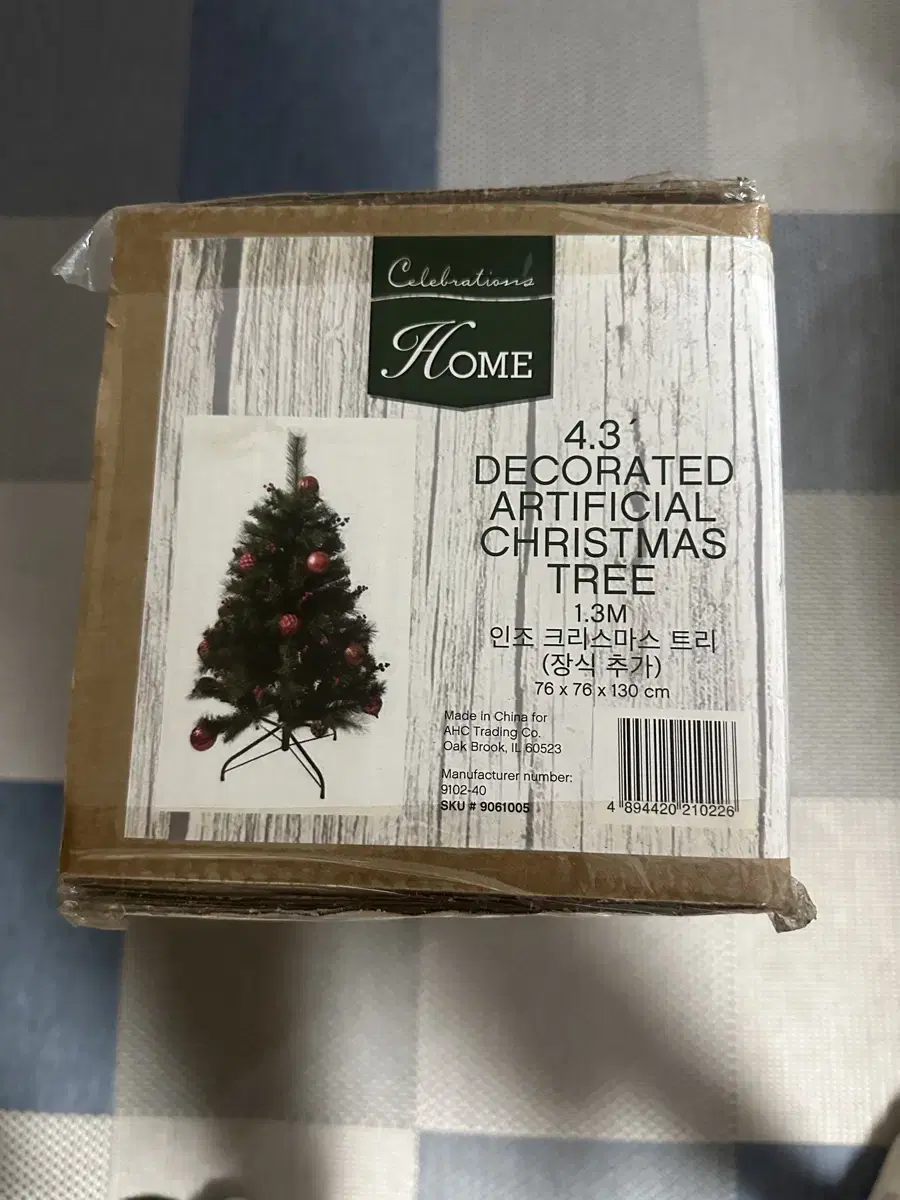 Celebrations
HOME
4.3´
DECORATED
ARTIFICIAL
CHRISTMAS
TREE
1.3M
인조 크리스마스 트리
(장식 추가)
76 x 76 x 130 cm
Made in China for
AHC Trading Co.
Oak Brook, IL 60523
Manufacturer number:
9102-40
SKU # 9061005
4 894420 210226